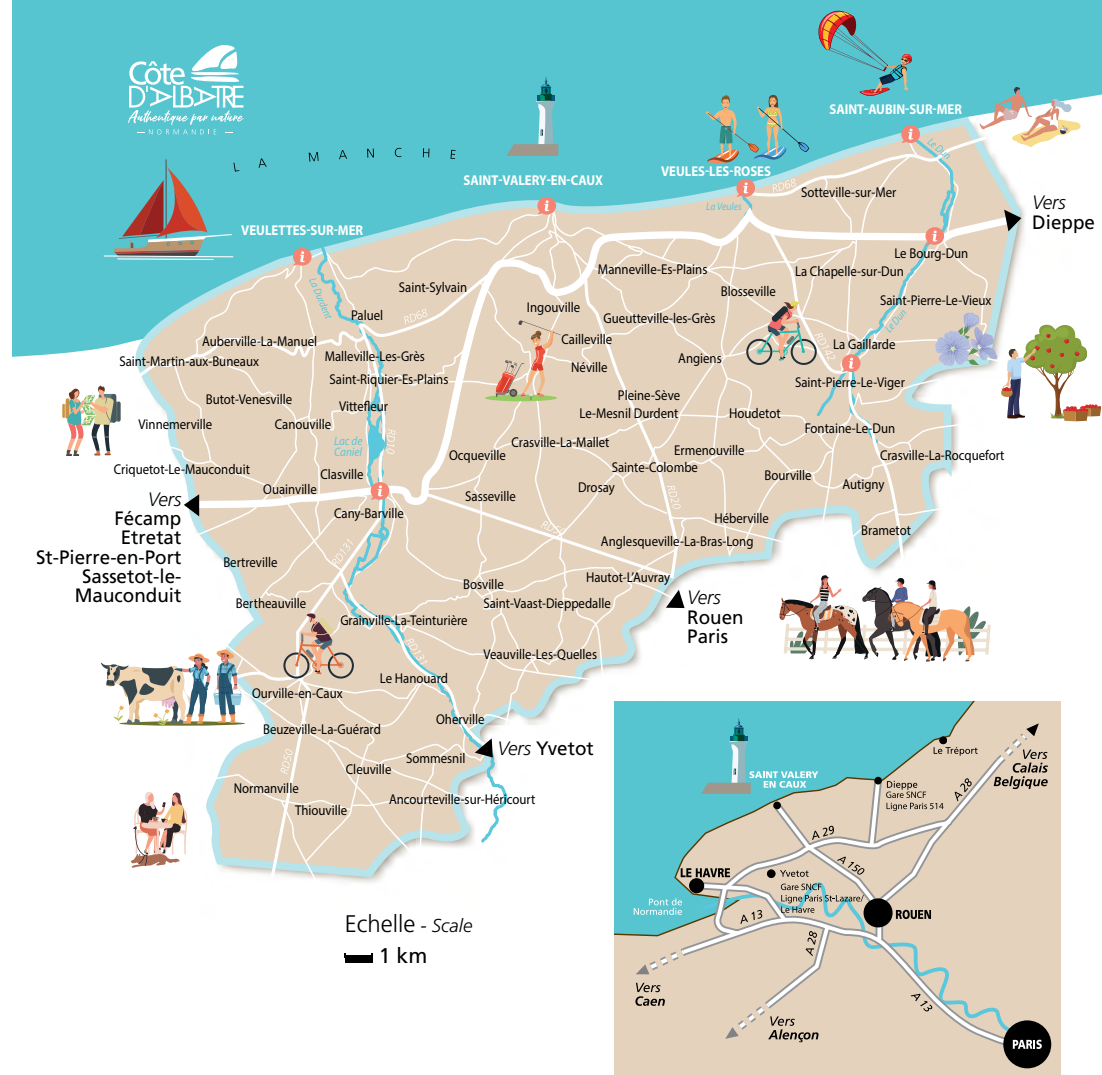 Côte
D'ALBATRE
Authentique par nature
— NORMANDIE —
LA MANCHE
SAINT-AUBIN-SUR-MER
Le Dun
VEULES-LES-ROSES
SAINT-VALERY-EN-CAUX
RD68
Sotteville-sur-Mer
La Veules
Vers
Dieppe
VEULETTES-SUR-MER
Le Bourg-Dun
Manneville-Es-Plains
La Chapelle-sur-Dun
La Durdent
Saint-Sylvain
Blosseville
Saint-Pierre-Le-Vieux
Ingouville
Paluel
RD68
Gueutteville-les-Grès
Le Dun
Auberville-La-Manuel
Cailleville
La Gaillarde
Malleville-Les-Grès
Saint-Martin-aux-Buneaux
Angiens
Néville
Saint-Riquier-Es-Plains
Saint-Pierre-Le-Viger
Pleine-Sève
Butot-Venesville
Vittefleur
Le-Mesnil Durdent
Houdetot
Vinnemerville
Canouville
Fontaine-Le-Dun
Lac de
Caniel
RD10
Crasville-La-Mallet
Ermenouville
Ocqueville
Crasville-La-Rocquefort
Criquetot-Le-Mauconduit
Sainte-Colombe
Clasville
Bourville
Autigny
Ouainville
Drosay
Sasseville
RD20
Vers
Fécamp
Etretat
St-Pierre-en-Port
Sassetot-le-
Mauconduit
Cany-Barville
Héberville
Brametot
Anglesqueville-La-Bras-Long
RD131
Bertreville
Hautot-L'Auvray
Bosville
Bertheauville
Saint-Vaast-Dieppedalle
Vers
Rouen
Paris
Grainville-La-Teinturière
RD131
Veauville-Les-Quelles
Le Hanouard
Ourville-en-Caux
Oherville
Beuzeville-La-Guérard
Vers Yvetot
RD50
Sommesnil
Cleuville
Normanville
Ancourteville-sur-Héricourt
Thiouville
Echelle - Scale
1 km
Le Tréport
Vers
Calais
Belgique
SAINT VALERY
EN CAUX
Dieppe
Gare SNCF
Ligne Paris 514
A 28
A 29
A 150
LE HAVRE
Yvetot
Gare SNCF
Ligne Paris St-Lazare/
Le Havre
Pont de
Normandie
A 13
ROUEN
A 28
Vers
Caen
A 13
Vers
Alençon
PARIS